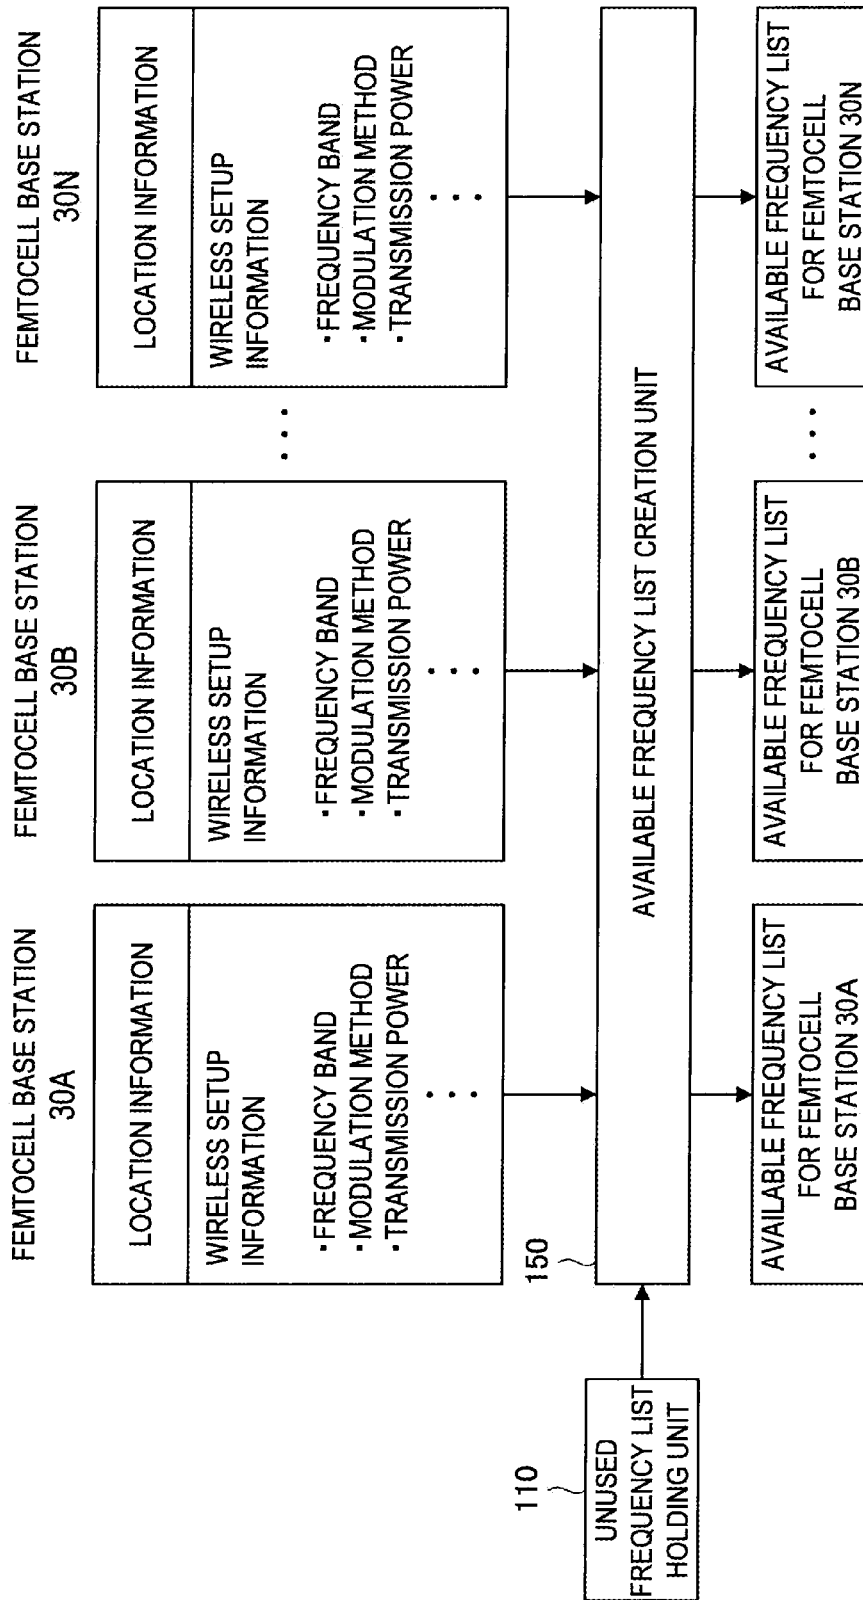 FEMTOCELL BASE STATION
30A
LOCATION INFORMATION
WIRELESS SETUP
INFORMATION
・FREQUENCY BAND
・MODULATION METHOD
・TRANSMISSION POWER
...
FEMTOCELL BASE STATION
30B
LOCATION INFORMATION
WIRELESS SETUP
INFORMATION
・FREQUENCY BAND
・MODULATION METHOD
・TRANSMISSION POWER
...
...
FEMTOCELL BASE STATION
30N
LOCATION INFORMATION
WIRELESS SETUP
INFORMATION
・FREQUENCY BAND
・MODULATION METHOD
・TRANSMISSION POWER
...
110
UNUSED
FREQUENCY LIST
HOLDING UNIT
150
AVAILABLE FREQUENCY LIST CREATION UNIT
AVAILABLE FREQUENCY LIST
FOR FEMTOCELL
BASE STATION 30A
AVAILABLE FREQUENCY LIST
FOR FEMTOCELL
BASE STATION 30B
...
AVAILABLE FREQUENCY LIST
FOR FEMTOCELL
BASE STATION 30N